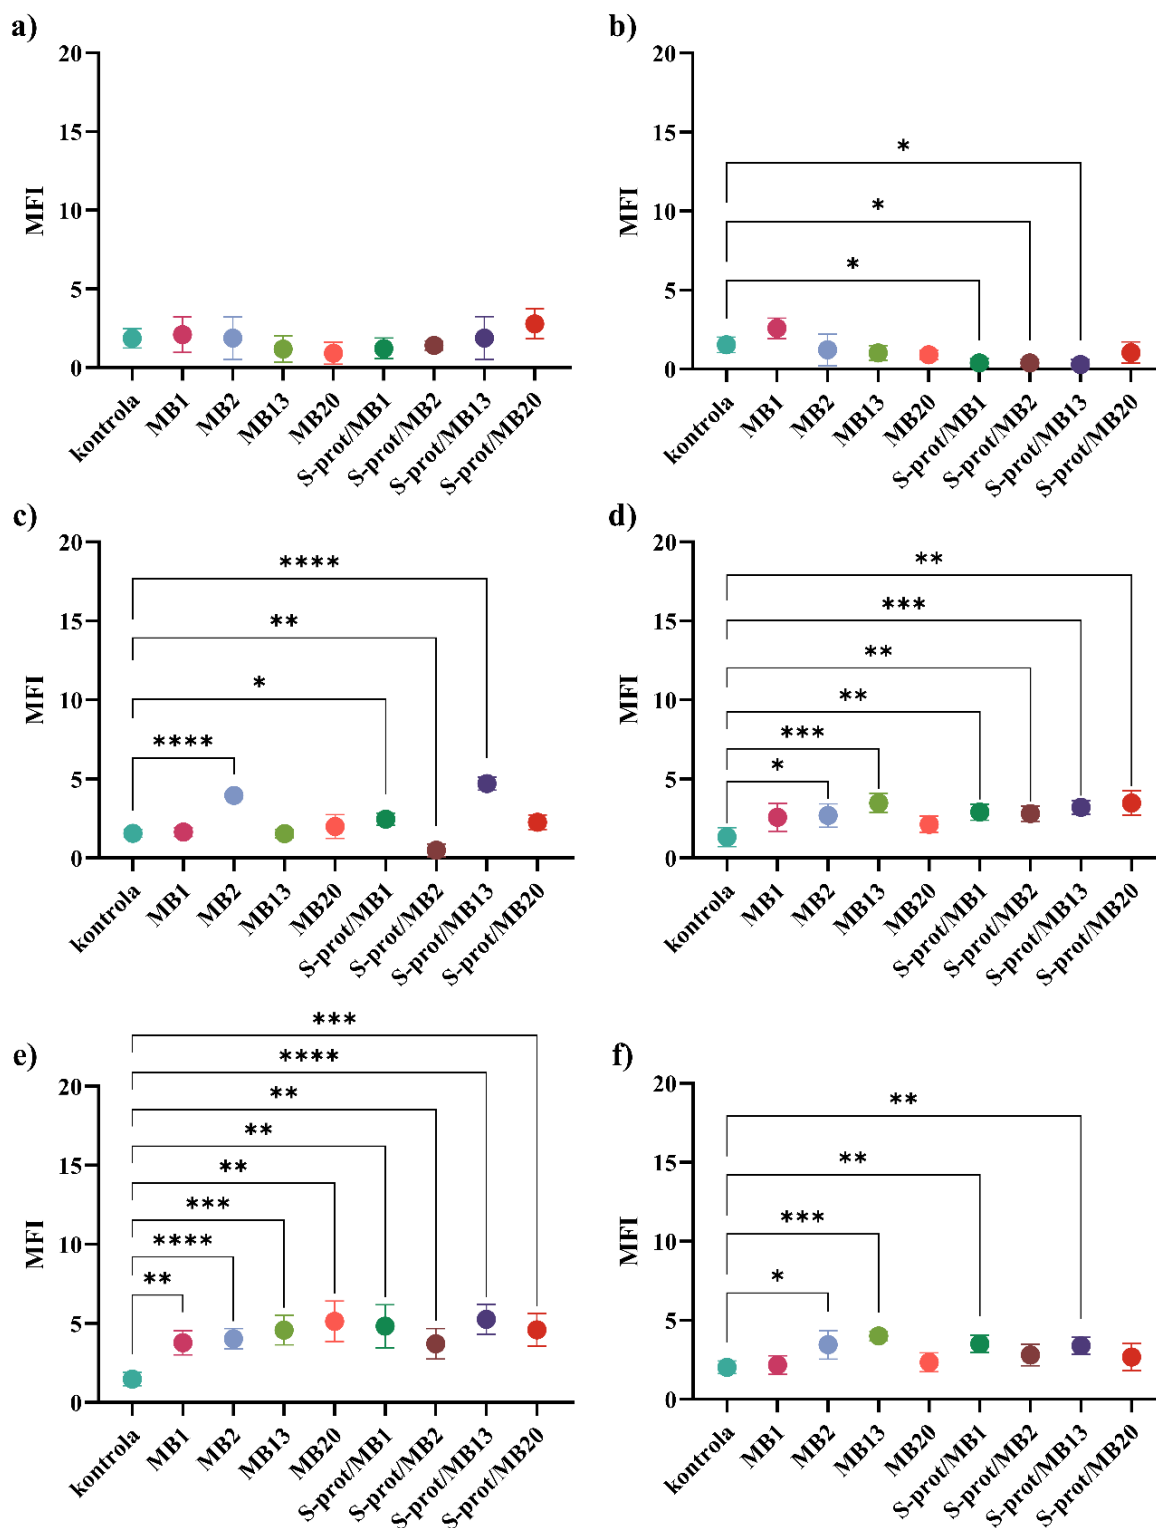 a)
20
15
10
5
0
MFI
kontrola
MB1
MB2
MB13
MB20
S-prot/MB1
S-prot/MB2
S-prot/MB13
S-prot/MB20
b)
20
15
10
5
0
MFI
*
*
*
kontrola
MB1
MB2
MB13
MB20
S-prot/MB1
S-prot/MB2
S-prot/MB13
S-prot/MB20
c)
20
15
10
5
0
MFI
****
**
*
****
kontrola
MB1
MB2
MB13
MB20
S-prot/MB1
S-prot/MB2
S-prot/MB13
S-prot/MB20
d)
20
15
10
5
0
MFI
**
***
**
**
***
*
kontrola
MB1
MB2
MB13
MB20
S-prot/MB1
S-prot/MB2
S-prot/MB13
S-prot/MB20
e)
20
15
10
5
0
MFI
***
****
**
**
**
***
****
**
kontrola
MB1
MB2
MB13
MB20
S-prot/MB1
S-prot/MB2
S-prot/MB13
S-prot/MB20
f)
20
15
10
5
0
MFI
**
**
***
*
kontrola
MB1
MB2
MB13
MB20
S-prot/MB1
S-prot/MB2
S-prot/MB13
S-prot/MB20